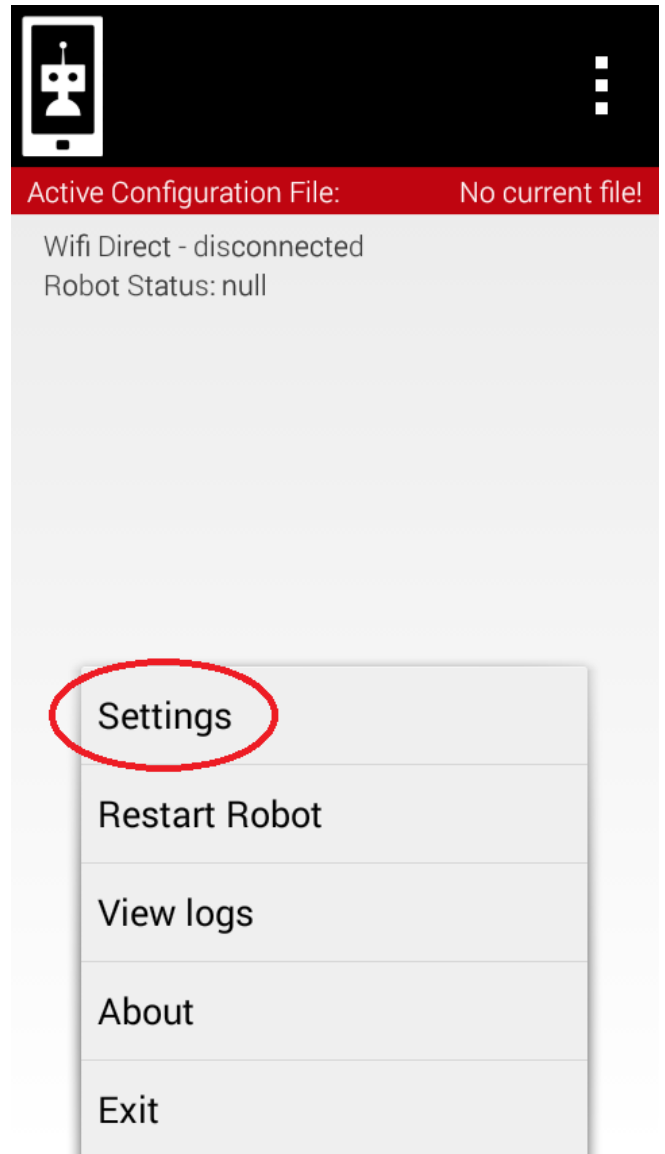 Active Configuration File: No current file!
Wifi Direct - disconnected
Robot Status: null
Settings
Restart Robot
View logs
About
Exit